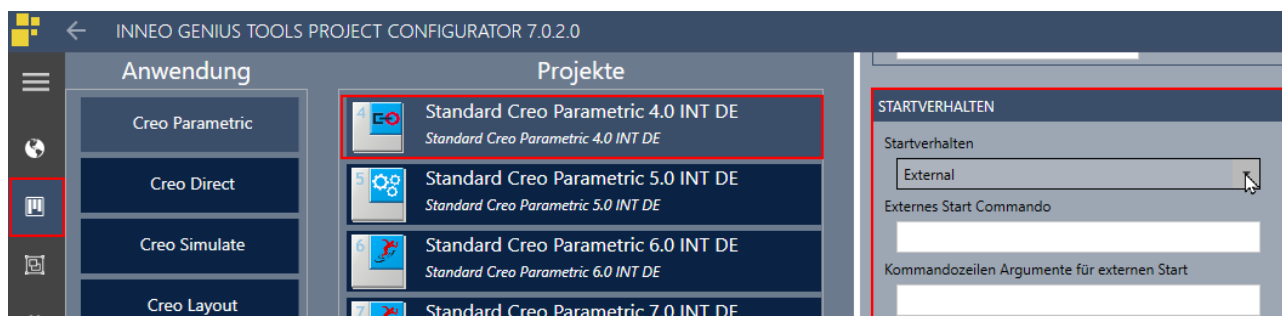 INNEO GENIUS TOOLS PROJECT CONFIGURATOR 7.0.2.0
Anwendung
Creo Parametric
Creo Direct
Creo Simulate
Creo Layout
Projekte
4
Standard Creo Parametric 4.0 INT DE
Standard Creo Parametric 4.0 INT DE
5
Standard Creo Parametric 5.0 INT DE
Standard Creo Parametric 5.0 INT DE
6
Standard Creo Parametric 6.0 INT DE
Standard Creo Parametric 6.0 INT DE
7
Standard Creo Parametric 7.0 INT DE
STARTVERHALTEN
Startverhalten
External
Externes Start Commando
Kommandozeilen Argumente für externen Start